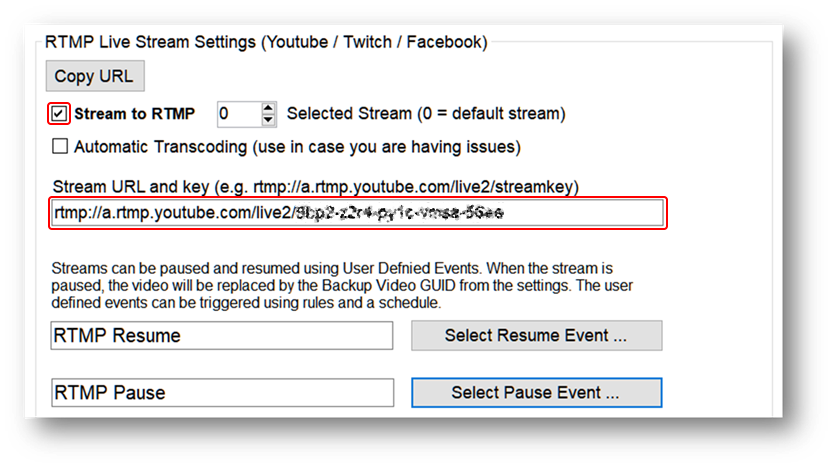 RTMP Live Stream Settings (Youtube / Twitch / Facebook)
Copy URL
Stream to RTMP 0 Selected Stream (0 = default stream)
Automatic Transcoding (use in case you are having issues)
Stream URL and key (e.g. rtmp://a.rtmp.youtube.com/live2/streamkey)
rtmp://a.rtmp.youtube.com/live2/
Streams can be paused and resumed using User Defnied Events. When the stream is
paused, the video will be replaced by the Backup Video GUID from the settings. The user
defined events can be triggered using rules and a schedule.
RTMP Resume Select Resume Event ...
RTMP Pause Select Pause Event ...